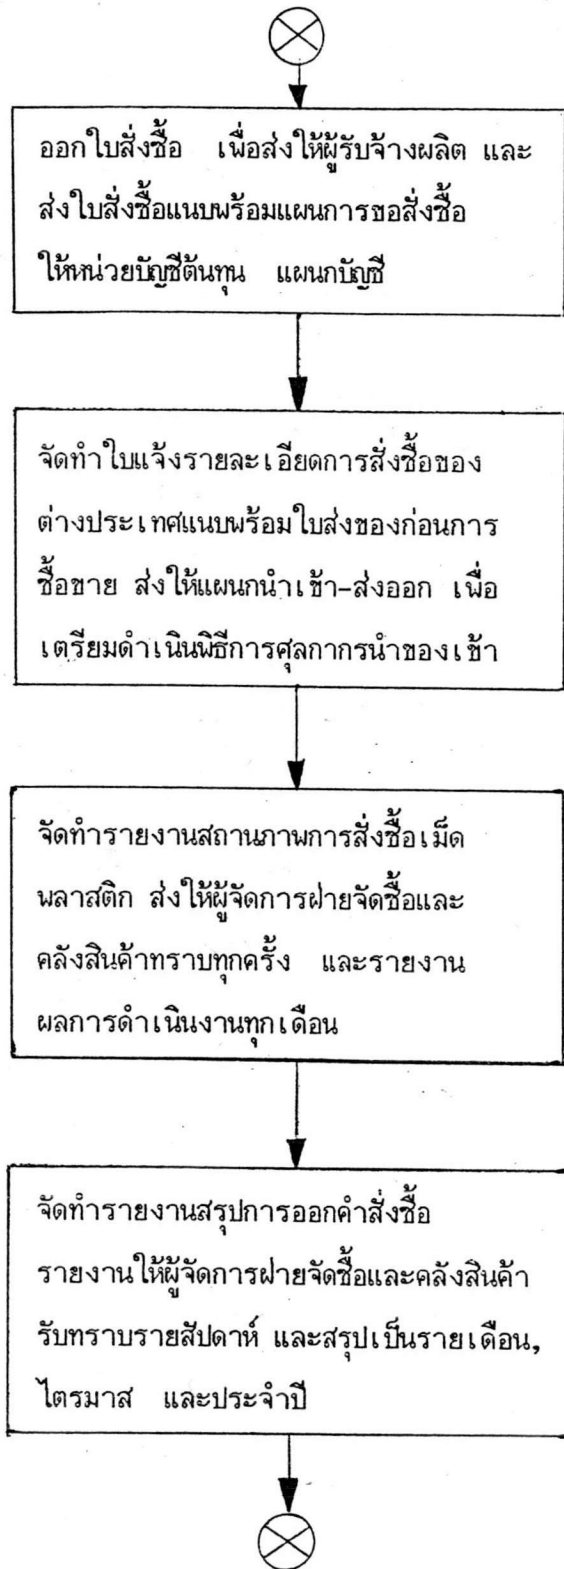 ออกใบสั่งซื้อ เพื่อส่งให้ผู้รับจ้างผลิต และ
ส่งใบสั่งซื้อแนบพร้อมแผนการขอสั่งซื้อ
ให้หน่วยบัญชีต้นทุน แผนกบัญชี
จัดทำใบแจ้งรายละเอียดการสั่งซื้อของ
ต่างประเทศแนบพร้อมใบส่งของก่อนการ
ซื้อขาย ส่งให้แผนกนำเข้า-ส่งออก เพื่อ
เตรียมดำเนินพิธีการศุลกากรนำของเข้า
จัดทำรายงานสถานภาพการสั่งซื้อเม็ด
พลาสติก ส่งให้ผู้จัดการฝ่ายจัดซื้อและ
คลังสินค้าทราบทุกครั้ง และรายงาน
ผลการดำเนินงานทุกเดือน
จัดทำรายงานสรุปการออกคำสั่งซื้อ
รายงานให้ผู้จัดการฝ่ายจัดซื้อและคลังสินค้า
รับทราบรายสัปดาห์ และสรุปเป็นรายเดือน,
ไตรมาส และประจำปี